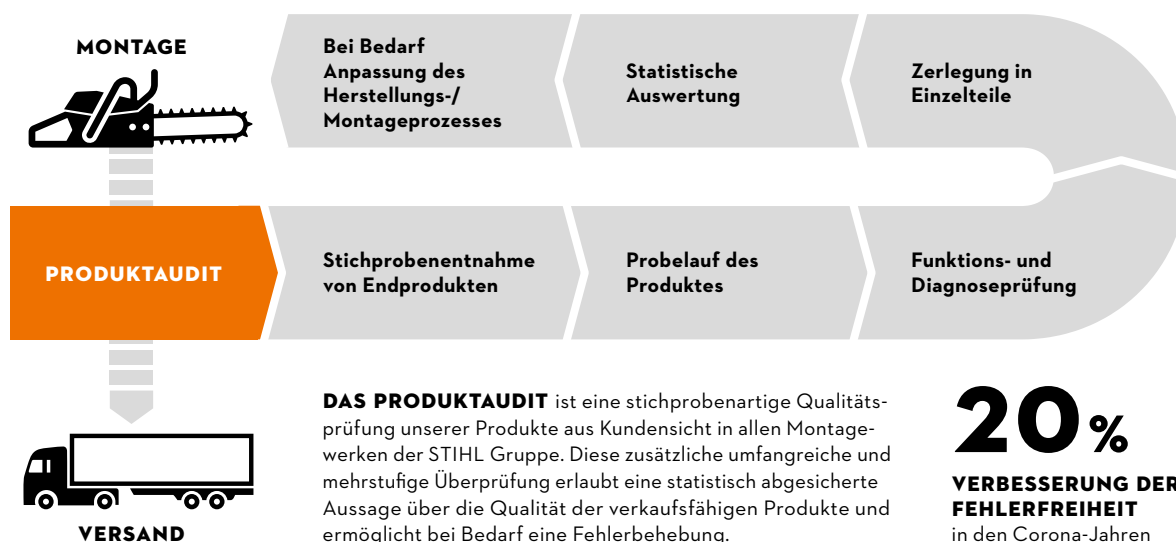 MONTAGE
Bei Bedarf
Anpassung des
Herstellungs-/
Montageprozesses
Statistische
Auswertung
Zerlegung in
Einzelteile
PRODUKTAUDIT
Stichprobenentnahme
von Endprodukten
Probelauf des
Produktes
Funktions- und
Diagnoseprüfung
VERSAND
DAS PRODUKTAUDIT ist eine stichprobenartige Qualitäts-
prüfung unserer Produkte aus Kundensicht in allen Montage-
werken der STIHL Gruppe. Diese zusätzliche umfangreiche und
mehrstufige Überprüfung erlaubt eine statistisch abgesicherte
Aussage über die Qualität der verkaufsfähigen Produkte und
ermöglicht bei Bedarf eine Fehlerbehebung.
20%
VERBESSERUNG DER
FEHLERFREIHEIT
in den Corona-Jahren